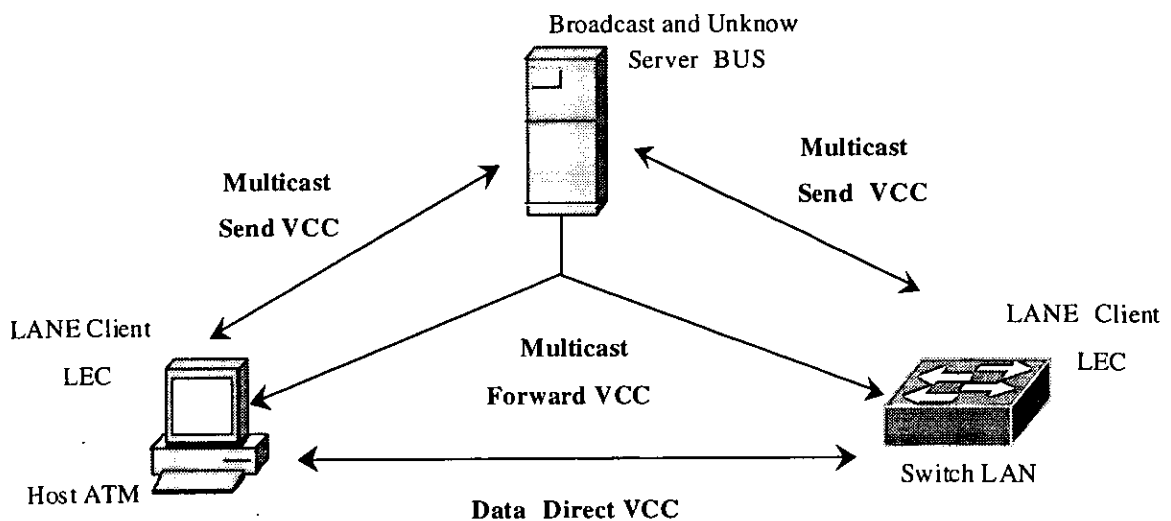 Broadcast and Unknow
Server BUS
Multicast
Send VCC
Multicast
Send VCC
LANE Client
LEC
LANE Client
LEC
Multicast
Forward VCC
Host ATM
Switch LAN
Data Direct VCC